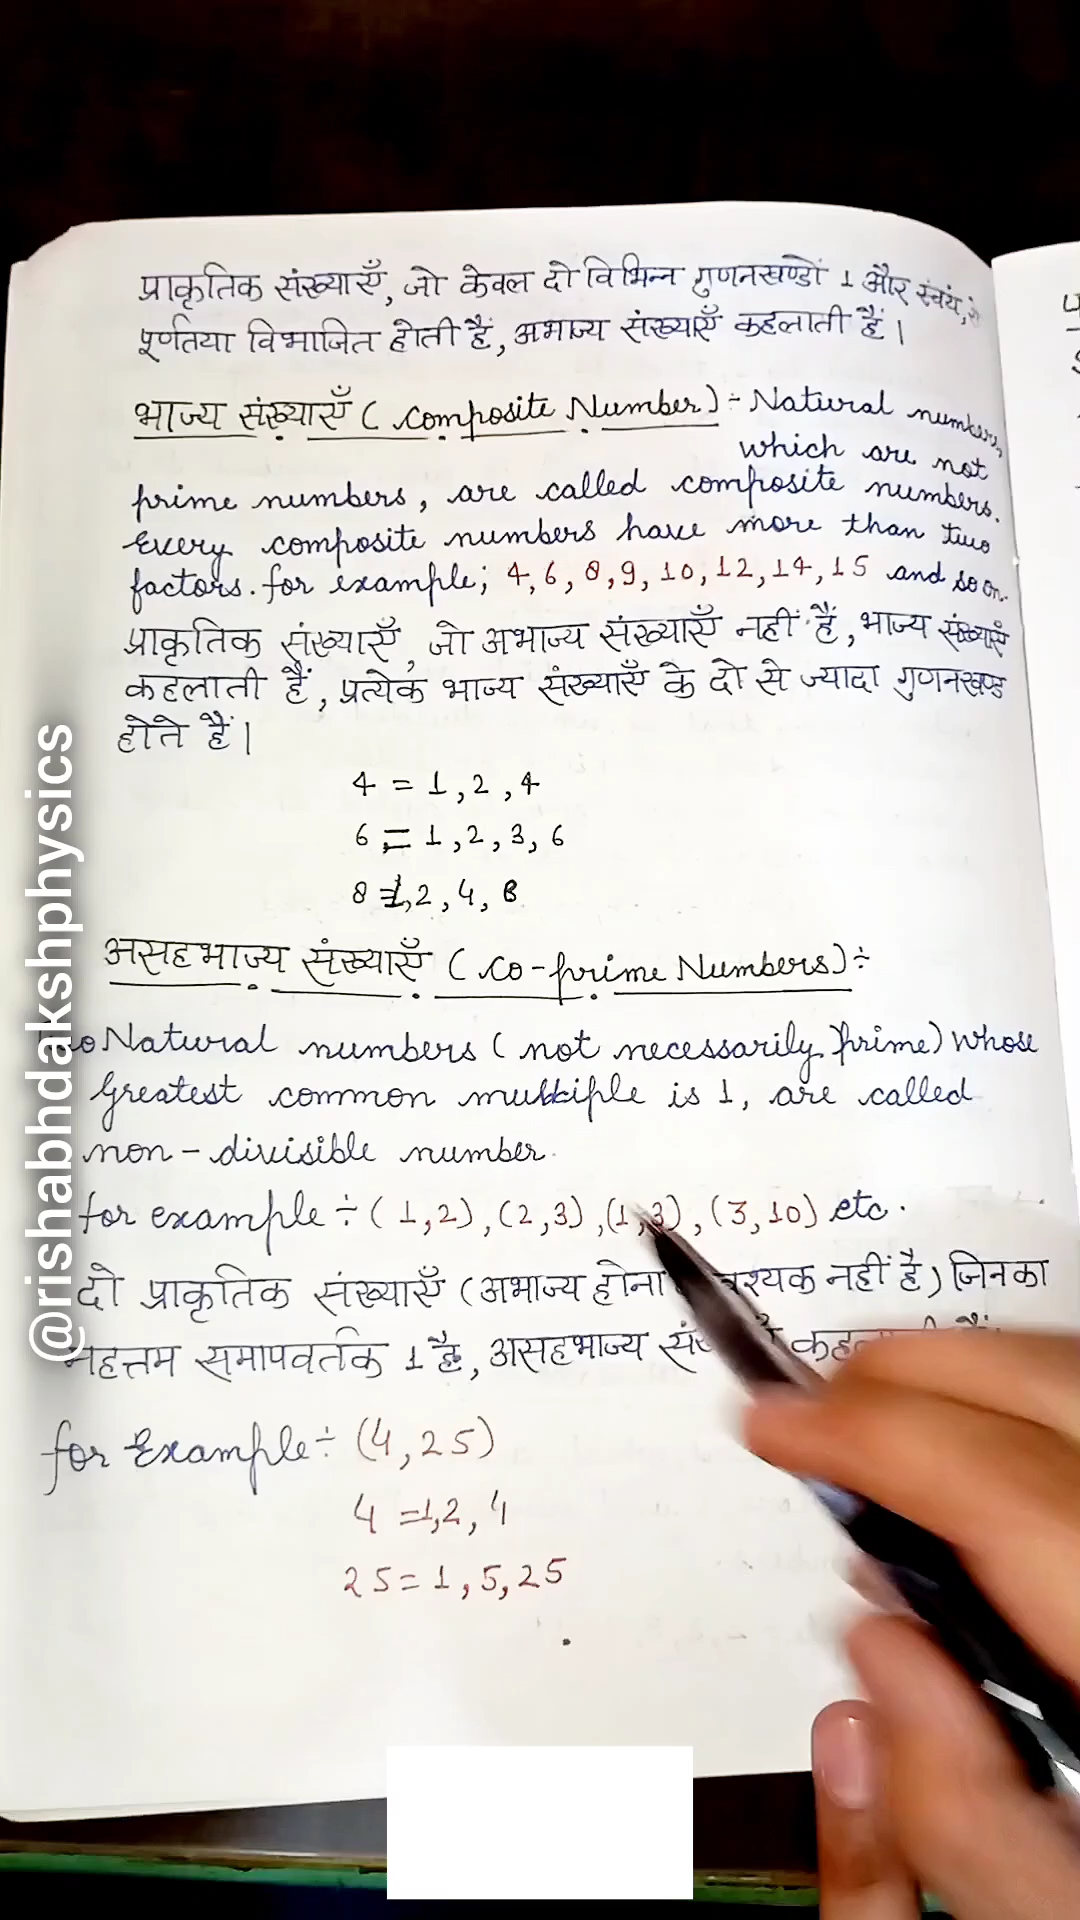 प्राकृतिक संख्याएँ, जो केवल दो विभिन्न गुणनखण्डों 1 और स्वयं, से
पूर्णतया विभाजित होती हैं, अभाज्य संख्याएँ कहलाती हैं।
भाज्य संख्याएँ ( Composite Number ) ÷ Natural numbers,
which are not
prime numbers, are called composite numbers.
Every composite numbers have more than two
factors. for example; 4, 6, 8, 9, 10, 12, 14, 15 and so on.
प्राकृतिक संख्याएँ, जो अभाज्य संख्याएँ नहीं हैं, भाज्य संख्याएँ
कहलाती हैं, प्रत्येक भाज्य संख्याएँ के दो से ज्यादा गुणनखण्ड
होते हैं।
4 = 1, 2, 4
6 = 1, 2, 3, 6
8 = 1, 2, 4, 8
असहभाज्य संख्याएँ ( Co-prime Numbers ) ÷
Two Natural numbers ( not necessarily prime) whose
Greatest common multiple is 1, are called
non - divisible number.
for example ÷ ( 1, 2) , (2, 3) , (1, 3) , (3, 10) etc.
दो प्राकृतिक संख्याएँ (अभाज्य होना नहीं है) जिनका
महत्तम समापवर्तक 1 है, असहभाज्य
for Example ÷ (4, 25)
4 = 1, 2, 4
25 = 1, 5, 25
@rishabhdakshphysics